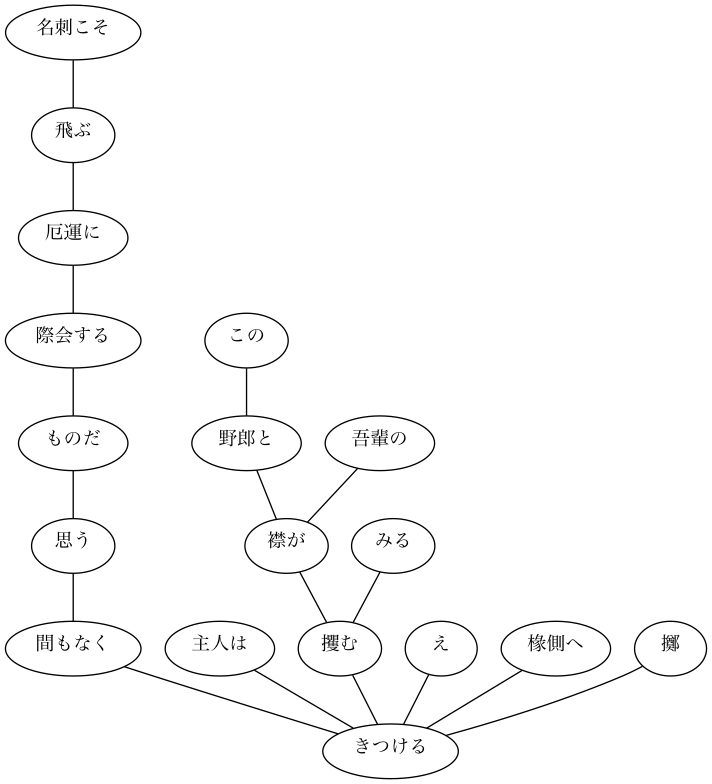 名刺こそ
飛ぶ
厄運に
際会する
この
ものだ
野郎と
吾輩の
思う
襟が
みる
間もなく
主人は
攫む
え
椽側へ
擲
きつける